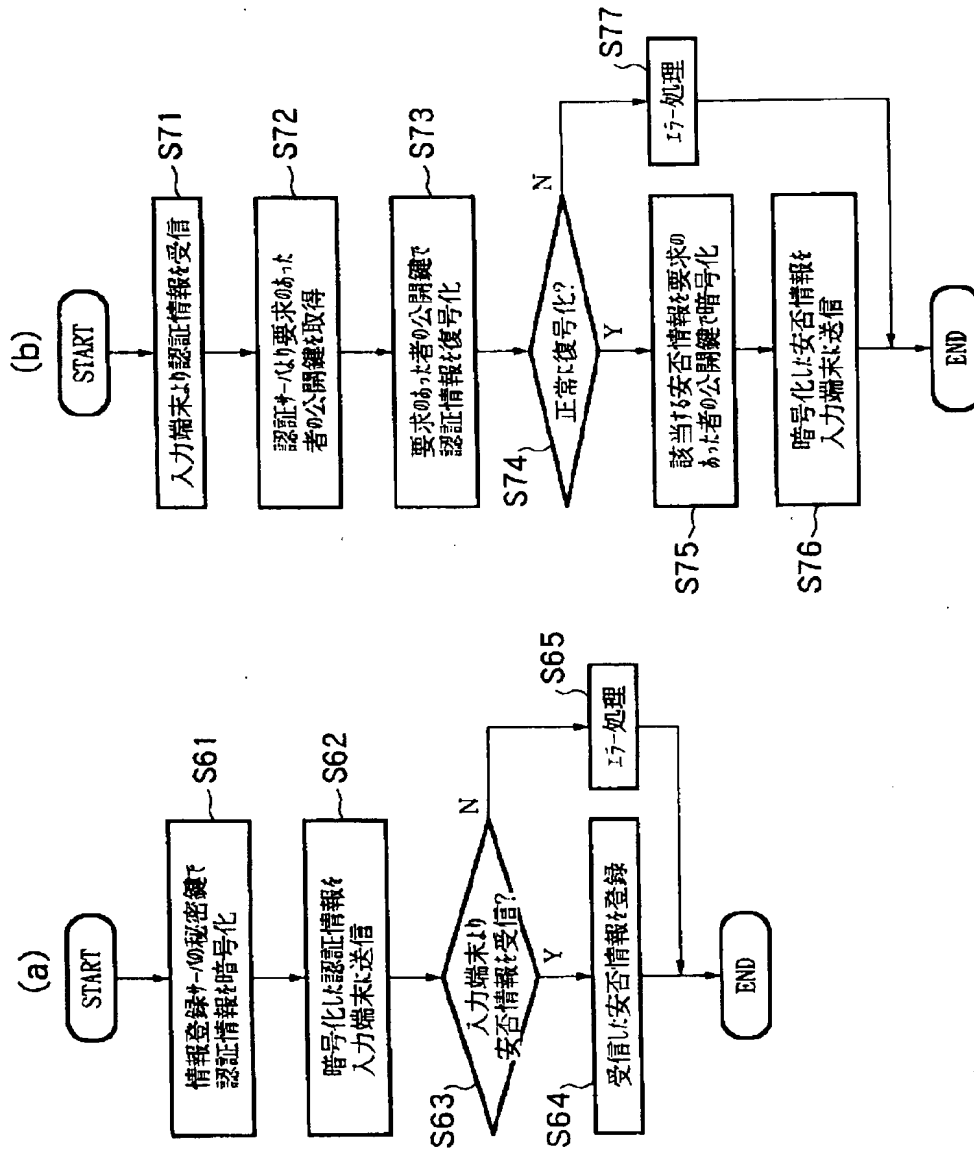 (a)
START
情報登録サーバの秘密鍵で
認証情報を暗号化
S61
暗号化した認証情報を
入力端末に送信
S62
入力端末より
安否情報を受信?
S63
N
Y
受信した安否情報を登録
S64
エラー処理
S65
END
(b)
START
入力端末より認証情報を受信
S71
認証サーバより要求のあった
者の公開鍵を取得
S72
要求のあった者の公開鍵で
認証情報を復号化
S73
正常に復号化?
S74
N
Y
該当する安否情報を要求の
あった者の公開鍵で暗号化
S75
暗号化した安否情報を
入力端末に送信
S76
エラー処理
S77
END